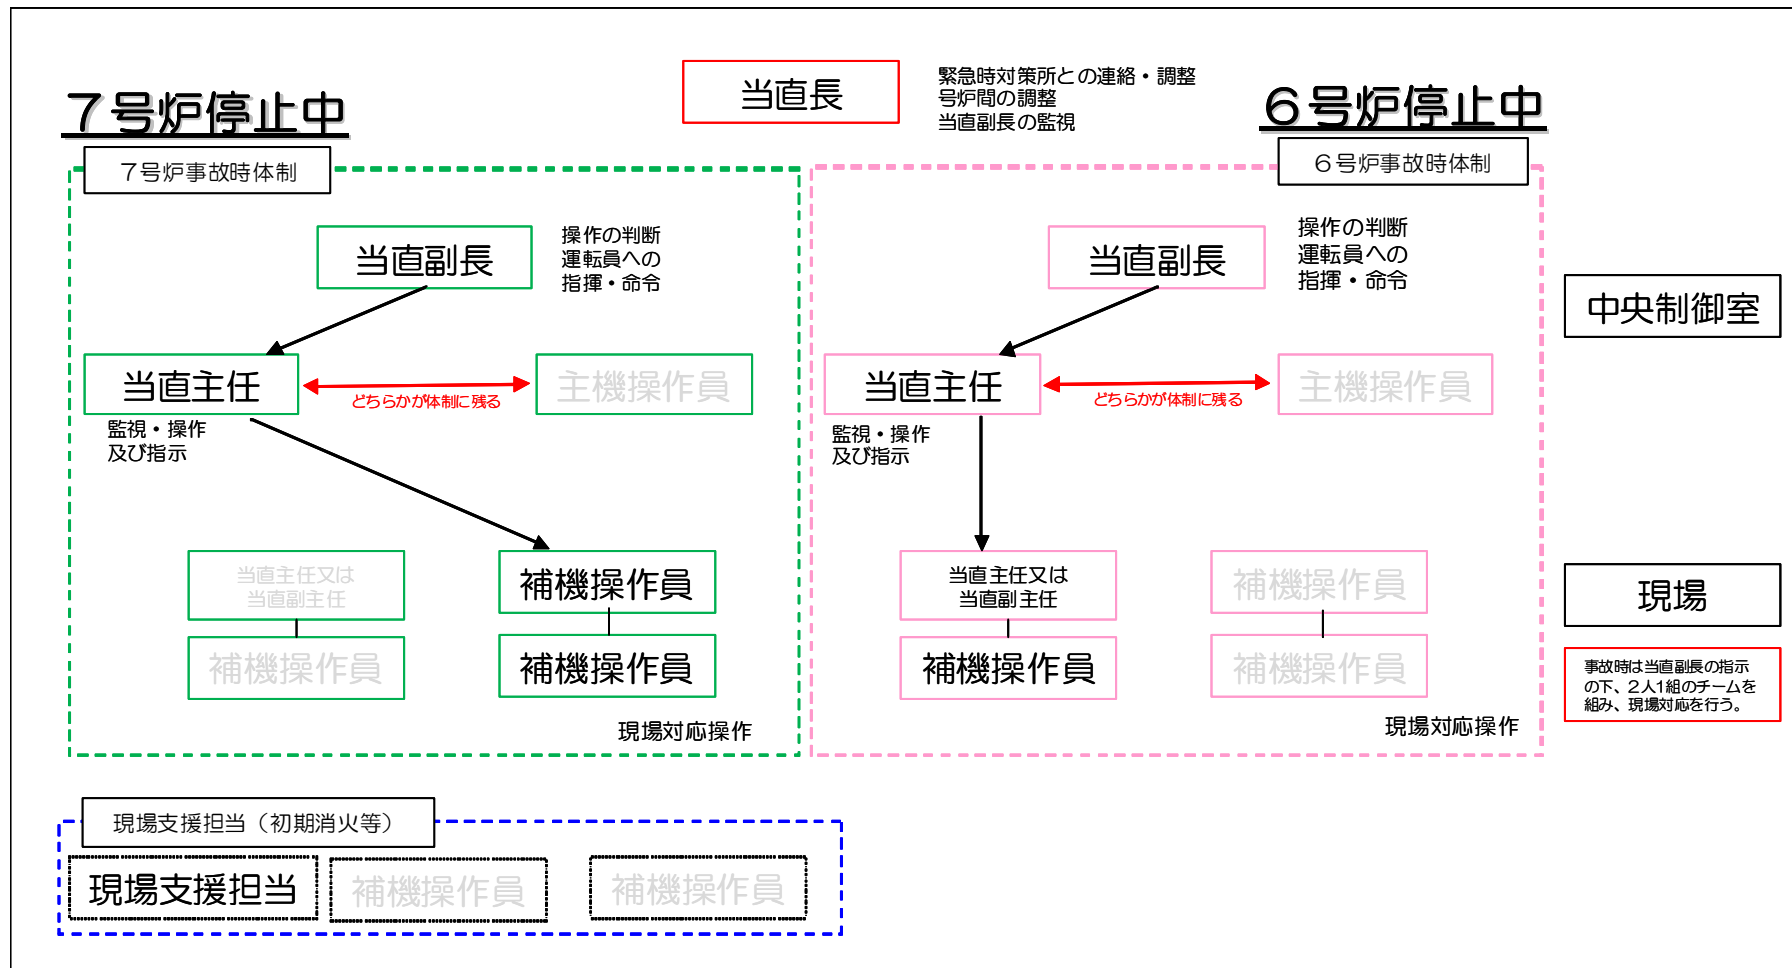 当直長
緊急時対策所との連絡・調整
号炉間の調整
当直副長の監視
７号炉停止中
６号炉停止中
７号炉事故時体制
当直副長
操作の判断
運転員への
指揮・命令
当直主任
どちらかが体制に残る
主機操作員
監視・操作
及び指示
当直主任又は
当直副主任
補機操作員
補機操作員
補機操作員
現場対応操作
６号炉事故時体制
当直副長
操作の判断
運転員への
指揮・命令
当直主任
どちらかが体制に残る
主機操作員
監視・操作
及び指示
当直主任又は
当直副主任
補機操作員
補機操作員
補機操作員
現場対応操作
中央制御室
現場
事故時は当直副長の指示
の下、２人1組のチームを
組み、現場対応を行う。
現場支援担当（初期消火等）
現場支援担当
補機操作員
補機操作員